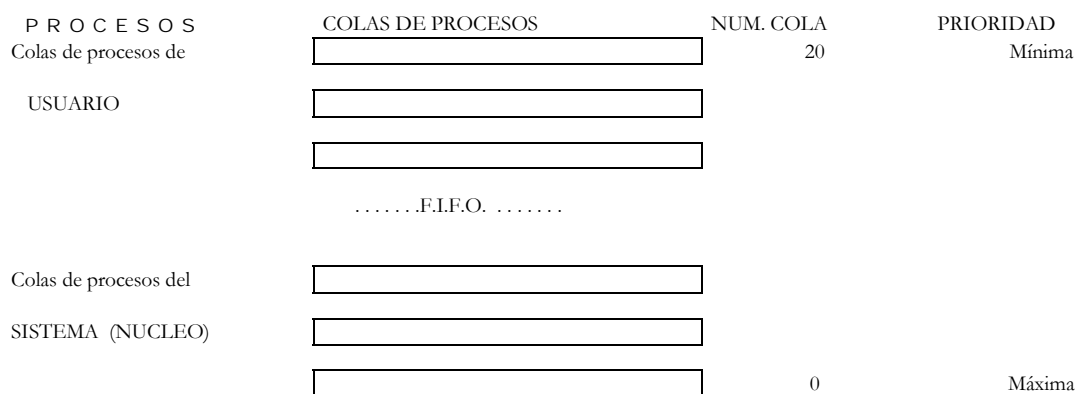 PROCESOS COLAS DE PROCESOS NUM. COLA PRIORIDAD
Colas de procesos de 20 Mínima
USUARIO
. . . . . . .F.I.F.O. . . . . . . .
Colas de procesos del
SISTEMA (NUCLEO)
0 Máxima